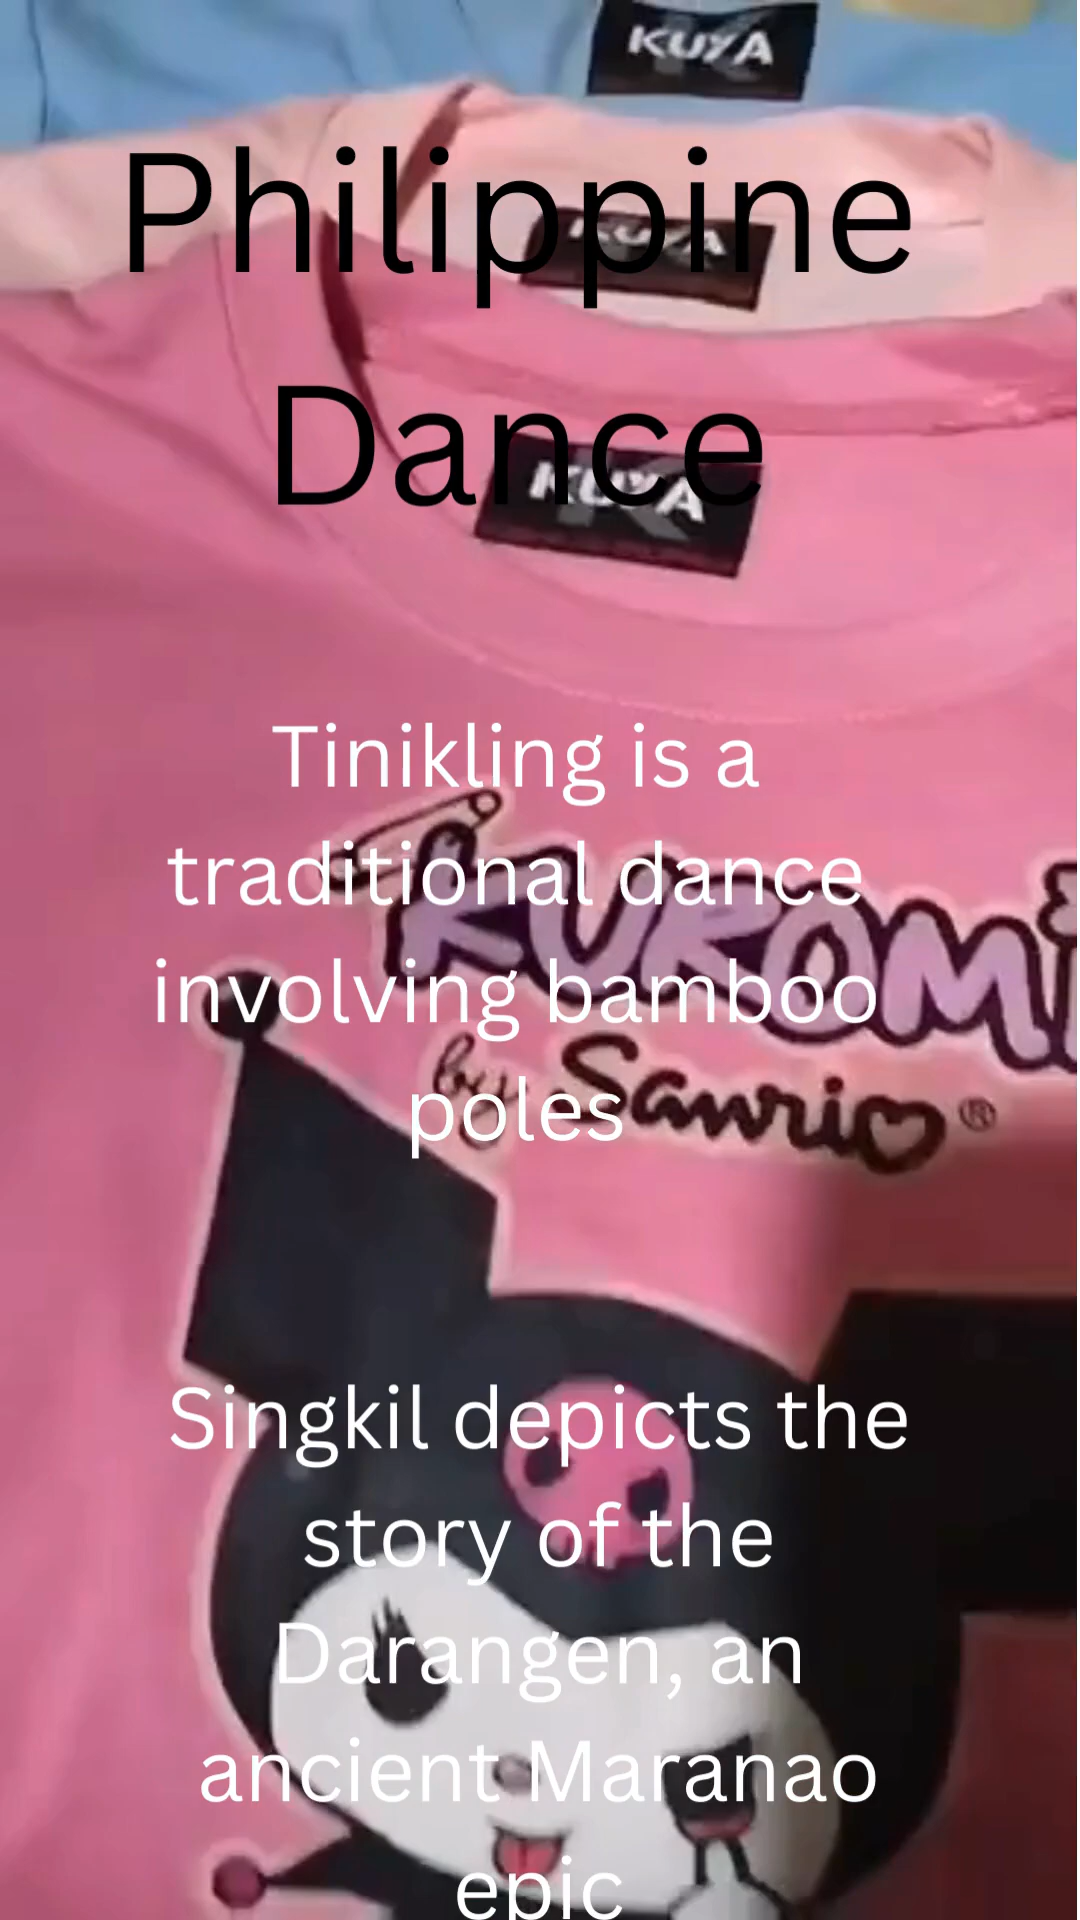 KUYA
Philippine
KUYA
Dance
KUYA
Tinikling is a
traditional dance
KUROMI
involving bamboo
by Sanrio®
poles
Singkil depicts the
story of the
Darangen, an
ancient Maranao
epic